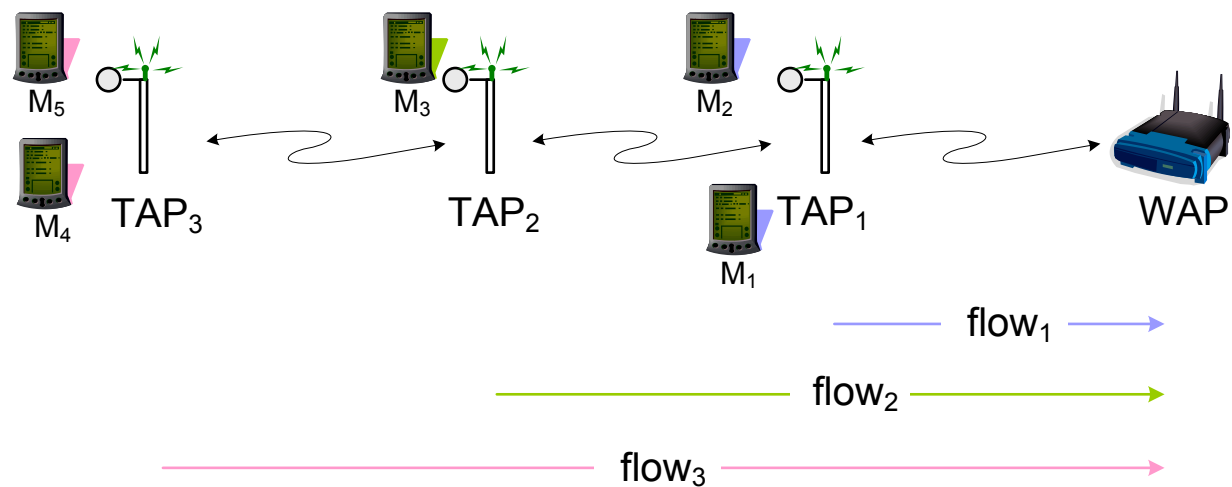 M₅
M₃
M₂
M₄
TAP₃
TAP₂
TAP₁
WAP
M₁
flow₁
flow₂
flow₃